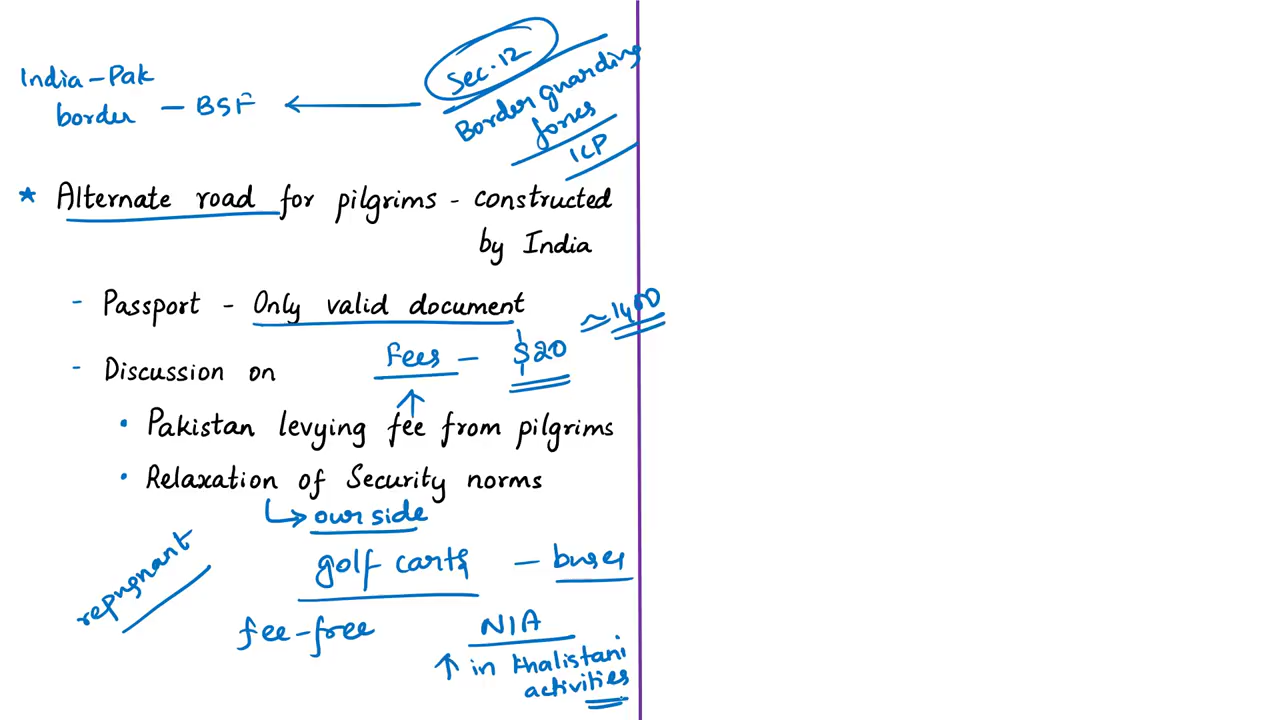 Sec. 12
India - Pak
border - BSF
Border guarding
forces
ICP
* Alternate road for pilgrims - constructed
by India
- Passport - Only valid document
≈ 1400
Fees - $20
- Discussion on
• Pakistan levying fee from pilgrims
• Relaxation of Security norms
our side
golf carts - buses
repugnant
fee-free
NIA
↑ in Khalistani
activities